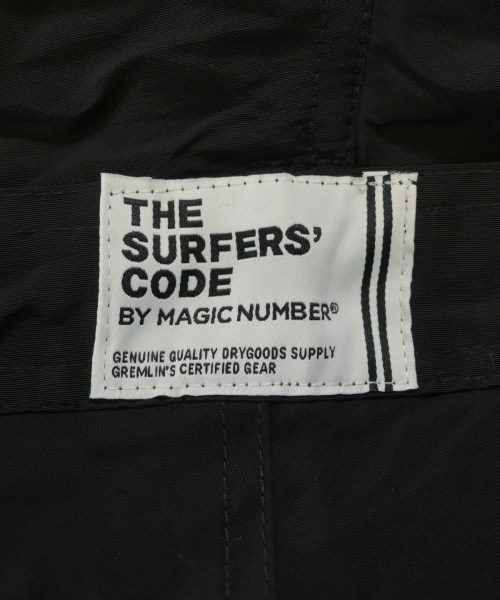 THE
SURFERS'
CODE
BY MAGIC NUMBER®
GENUINE QUALITY DRYGOODS SUPPLY
GREMLIN'S CERTIFIED GEAR